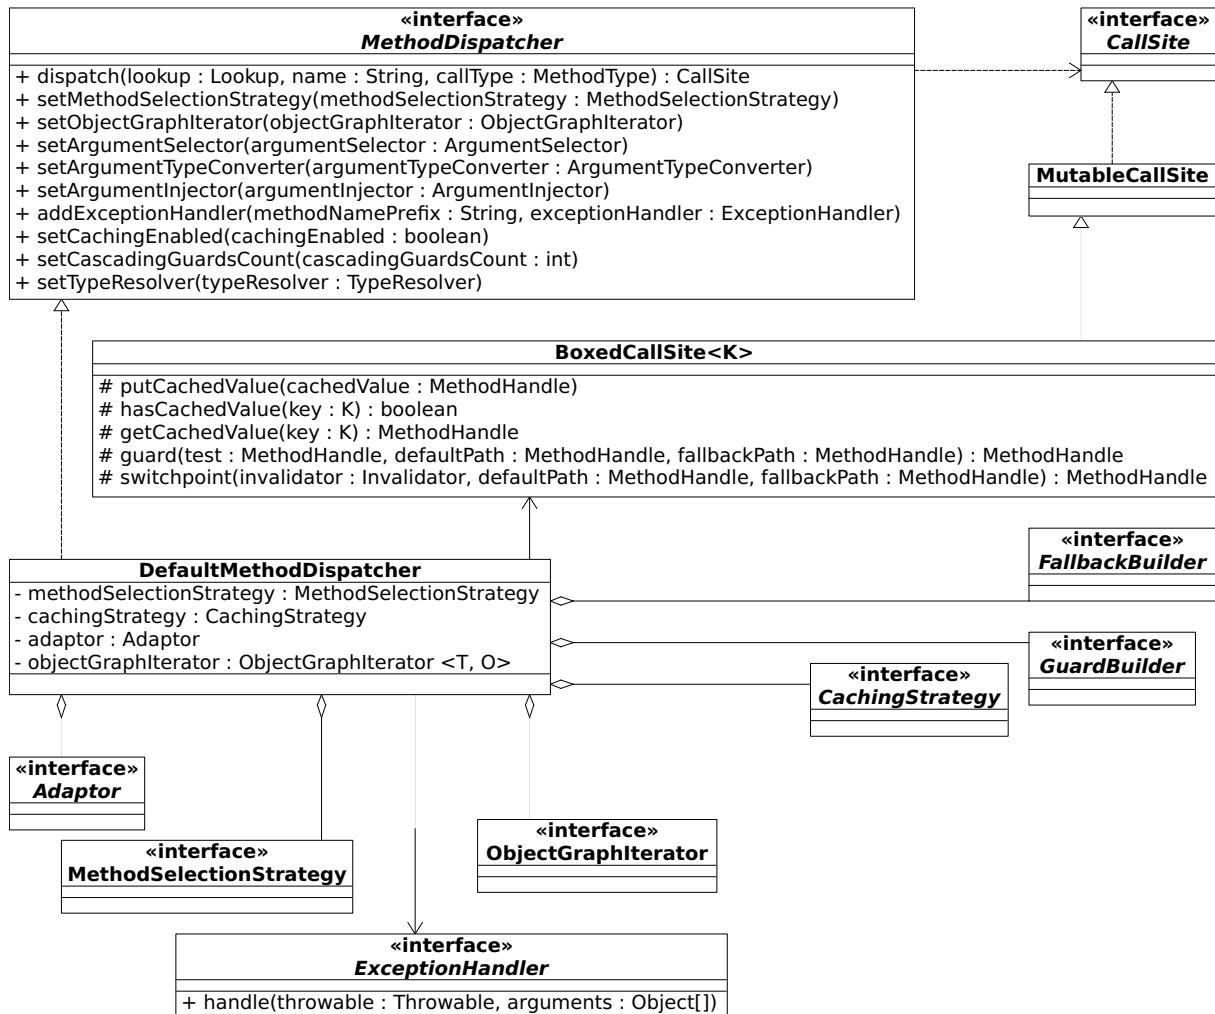 «interface»
MethodDispatcher
+ dispatch(lookup : Lookup, name : String, callType : MethodType) : CallSite
+ setMethodSelectionStrategy(methodSelectionStrategy : MethodSelectionStrategy)
+ setObjectGraphIterator(objectGraphIterator : ObjectGraphIterator)
+ setArgumentSelector(argumentSelector : ArgumentSelector)
+ setArgumentTypeConverter(argumentTypeConverter : ArgumentTypeConverter)
+ setArgumentInjector(argumentInjector : ArgumentInjector)
+ addExceptionHandler(methodNamePrefix : String, exceptionHandler : ExceptionHandler)
+ setCachingEnabled(cachingEnabled : boolean)
+ setCascadingGuardsCount(cascadingGuardsCount : int)
+ setTypeResolver(typeResolver : TypeResolver)
«interface»
CallSite
MutableCallSite
BoxedCallSite<K>
# putCachedValue(cachedValue : MethodHandle)
# hasCachedValue(key : K) : boolean
# getCachedValue(key : K) : MethodHandle
# guard(test : MethodHandle, defaultPath : MethodHandle, fallbackPath : MethodHandle) : MethodHandle
# switchpoint(invalidator : Invalidator, defaultPath : MethodHandle, fallbackPath : MethodHandle) : MethodHandle
DefaultMethodDispatcher
- methodSelectionStrategy : MethodSelectionStrategy
- cachingStrategy : CachingStrategy
- adaptor : Adaptor
- objectGraphIterator : ObjectGraphIterator <T, O>
«interface»
FallbackBuilder
«interface»
GuardBuilder
«interface»
CachingStrategy
«interface»
Adaptor
«interface»
MethodSelectionStrategy
«interface»
ObjectGraphIterator
«interface»
ExceptionHandler
+ handle(throwable : Throwable, arguments : Object[])